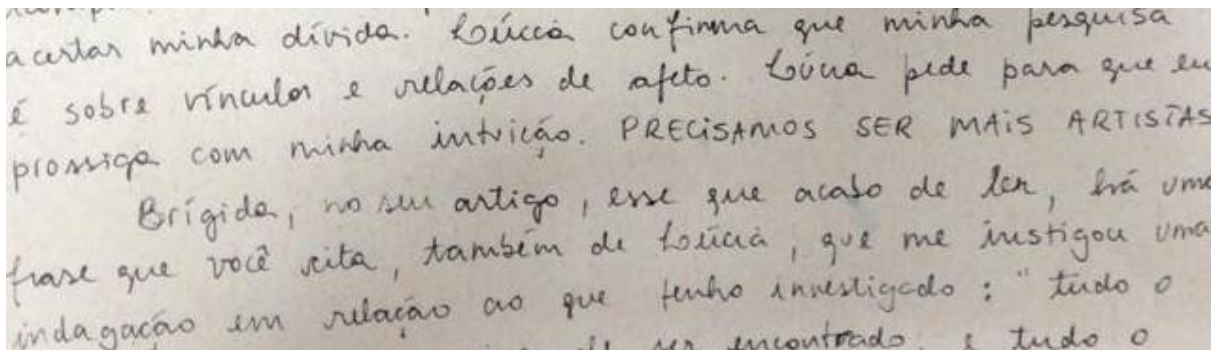 acertar minha dívida. Lúcia confirma que minha pesquisa
é sobre vínculos e relações de afeto. Lúcia pede para que eu
prossiga com minha intuição. PRECISAMOS SER MAIS ARTISTAS
Brígida, no seu artigo, esse que acabo de ler, há uma
frase que você cita, também de Lúcia, que me instigou uma
indagação em relação ao que tenho investigado: "tudo o
de ser encontrado, e tudo o